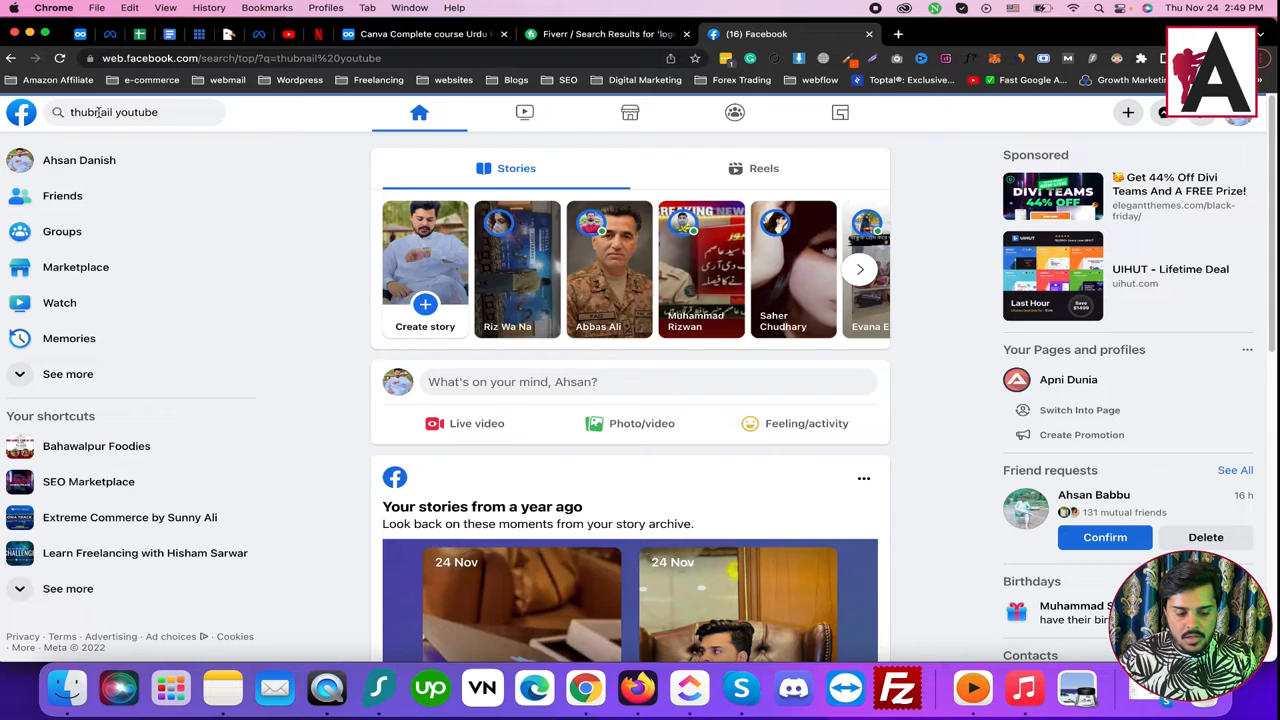 Chrome File Edit View History Bookmarks Profiles Tab Window Help Thu Nov 24 2:49 PM
Canva Complete course Urdu Fiverr / Search Results for 'log (16) Facebook
web.facebook.com/search/top/?q=thubnail%20youtube
Amazon Affiliate e-commerce webmail Wordpress Freelancing websites Blogs SEO Digital Marketing Forex Trading webflow Toptal®: Exclusive... Fast Google A... Growth Marketing
A
thubnail youtube
Ahsan Danish
Friends
Groups
Marketplace
Watch
Memories
See more
Your shortcuts
Bahawalpur Foodies
SEO Marketplace
Extreme Commerce by Sunny Ali
Learn Freelancing with Hisham Sarwar
See more
Privacy · Terms · Advertising · Ad choices · Cookies
· More · Meta © 2022
Stories Reels
Create story
Riz Wa Na
Abbas Ali
Muhammad
Rizwan
Saher
Chudhary
Evana E
What's on your mind, Ahsan?
Live video Photo/video Feeling/activity
Your stories from a year ago
Look back on these moments from your story archive.
24 Nov 24 Nov
Sponsored
DIVI TEAMS
44% OFF
Get 44% Off Divi
Teams And A FREE Prize!
elegantthemes.com/black-
friday/
UIHUT
Last Hour
UIHUT - Lifetime Deal
uihut.com
Your Pages and profiles
Apni Dunia
Switch Into Page
Create Promotion
Friend requests See All
Ahsan Babbu 16 h
131 mutual friends
Confirm Delete
Birthdays
Muhammad S
have their bir
Contacts
up VN Fz